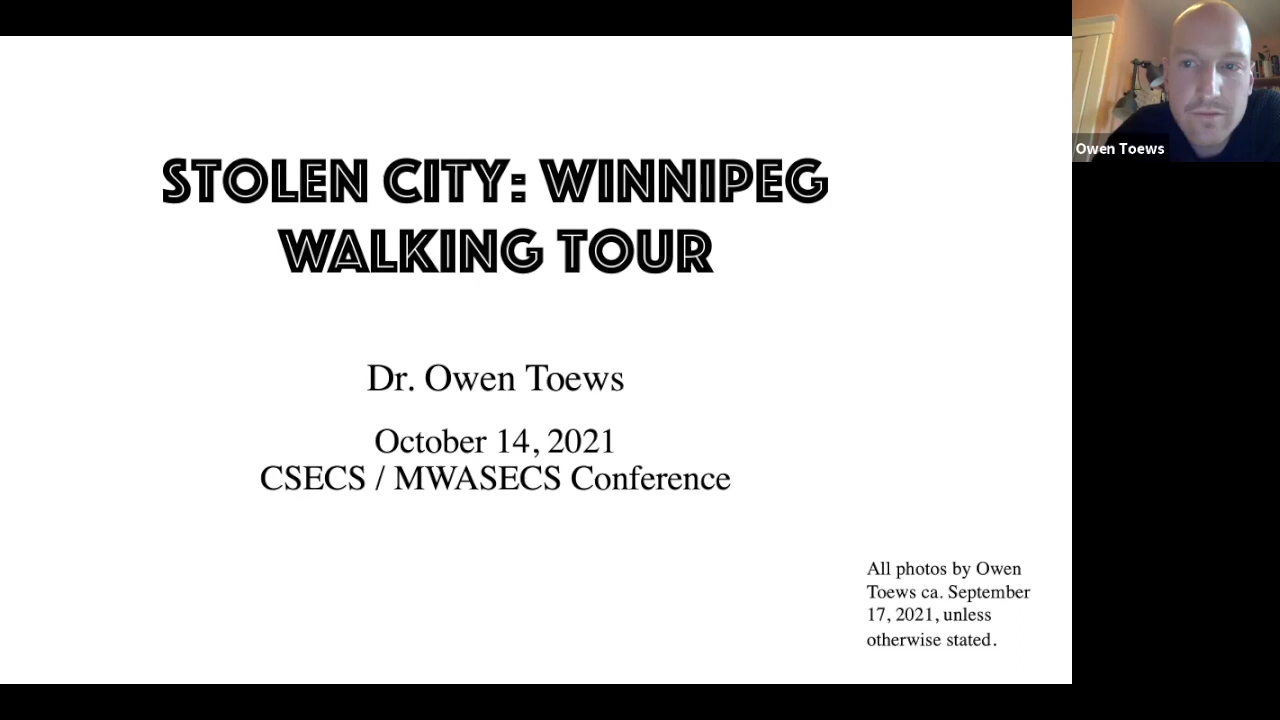 STOLEN CITY: WINNIPEG
WALKING TOUR
Dr. Owen Toews
October 14, 2021
CSECS / MWASECS Conference
All photos by Owen
Toews ca. September
17, 2021, unless
otherwise stated.
Owen Toews